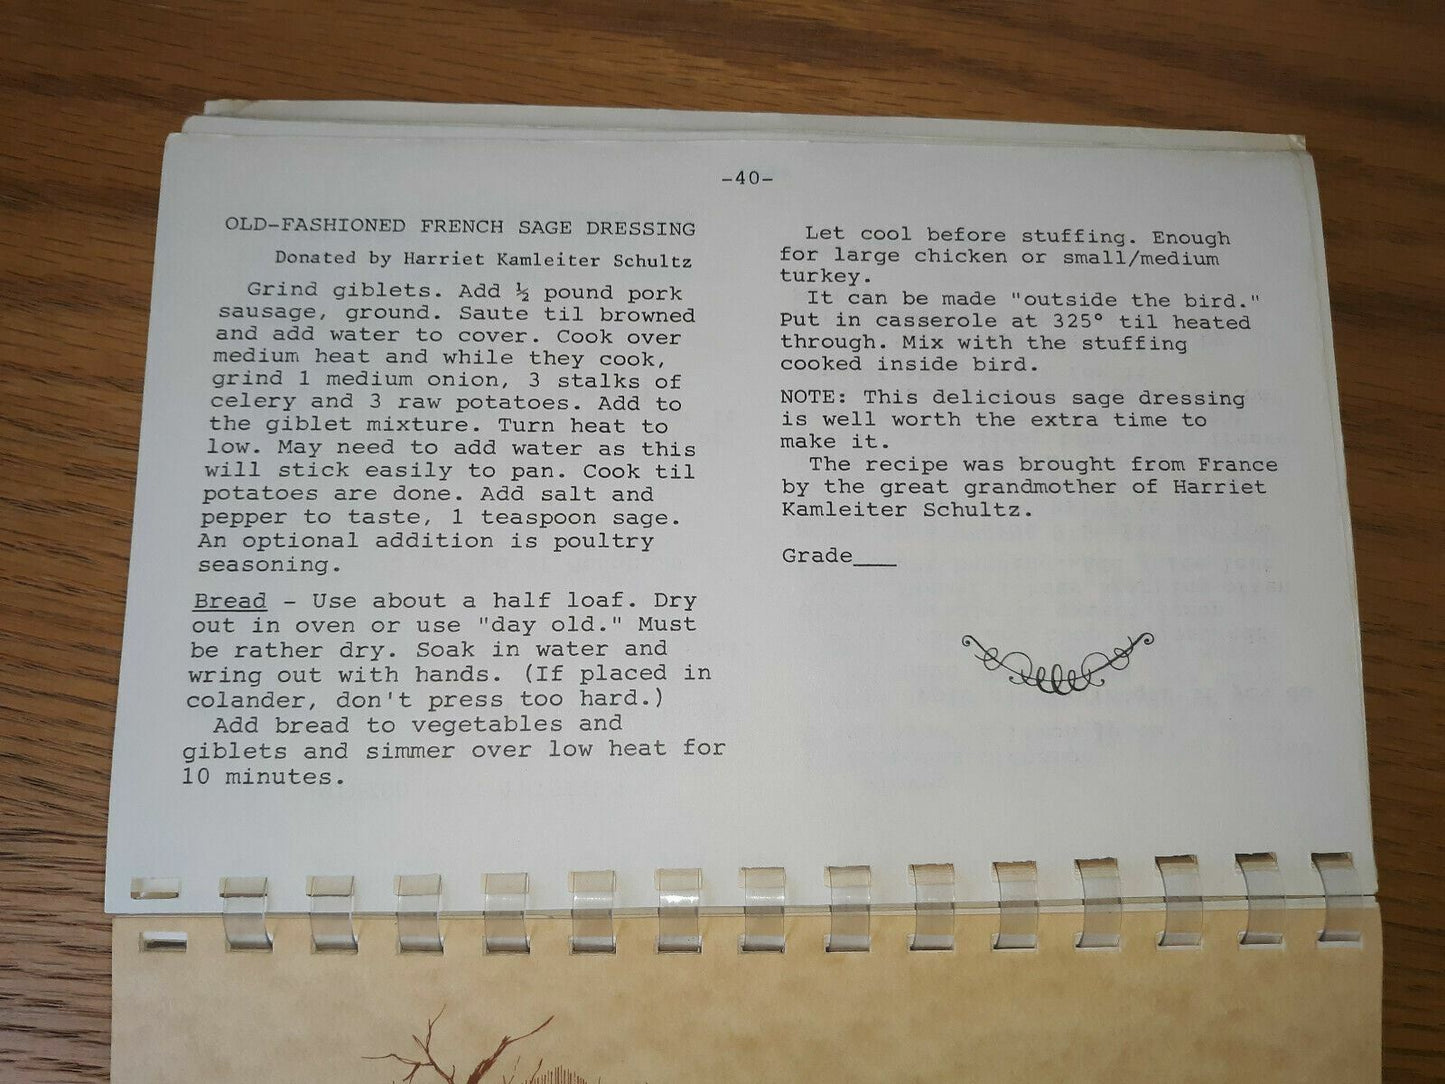 -40-
OLD-FASHIONED FRENCH SAGE DRESSING
Donated by Harriet Kamleiter Schultz
Grind giblets. Add ½ pound pork
sausage, ground. Saute til browned
and add water to cover. Cook over
medium heat and while they cook,
grind 1 medium onion, 3 stalks of
celery and 3 raw potatoes. Add to
the giblet mixture. Turn heat to
low. May need to add water as this
will stick easily to pan. Cook til
potatoes are done. Add salt and
pepper to taste, 1 teaspoon sage.
An optional addition is poultry
seasoning.
Bread - Use about a half loaf. Dry
out in oven or use "day old." Must
be rather dry. Soak in water and
wring out with hands. (If placed in
colander, don't press too hard.)
Add bread to vegetables and
giblets and simmer over low heat for
10 minutes.
Let cool before stuffing. Enough
for large chicken or small/medium
turkey.
It can be made "outside the bird."
Put in casserole at 325° til heated
through. Mix with the stuffing
cooked inside bird.
NOTE: This delicious sage dressing
is well worth the extra time to
make it.
The recipe was brought from France
by the great grandmother of Harriet
Kamleiter Schultz.
Grade___